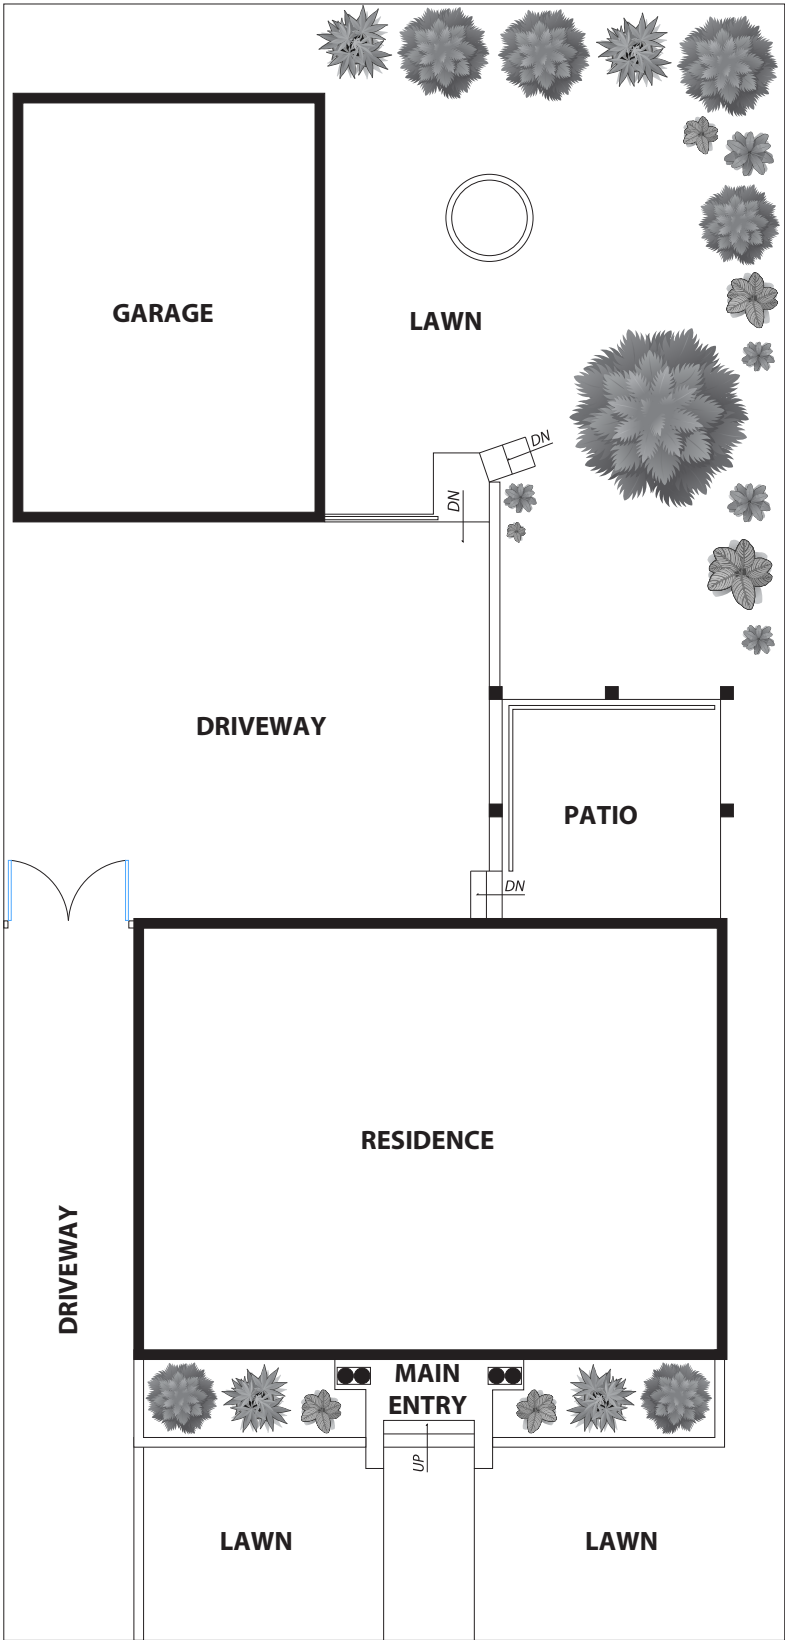 GARAGE
LAWN
DN
DN
DRIVEWAY
PATIO
DN
RESIDENCE
DRIVEWAY
MAIN
ENTRY
UP
LAWN
LAWN